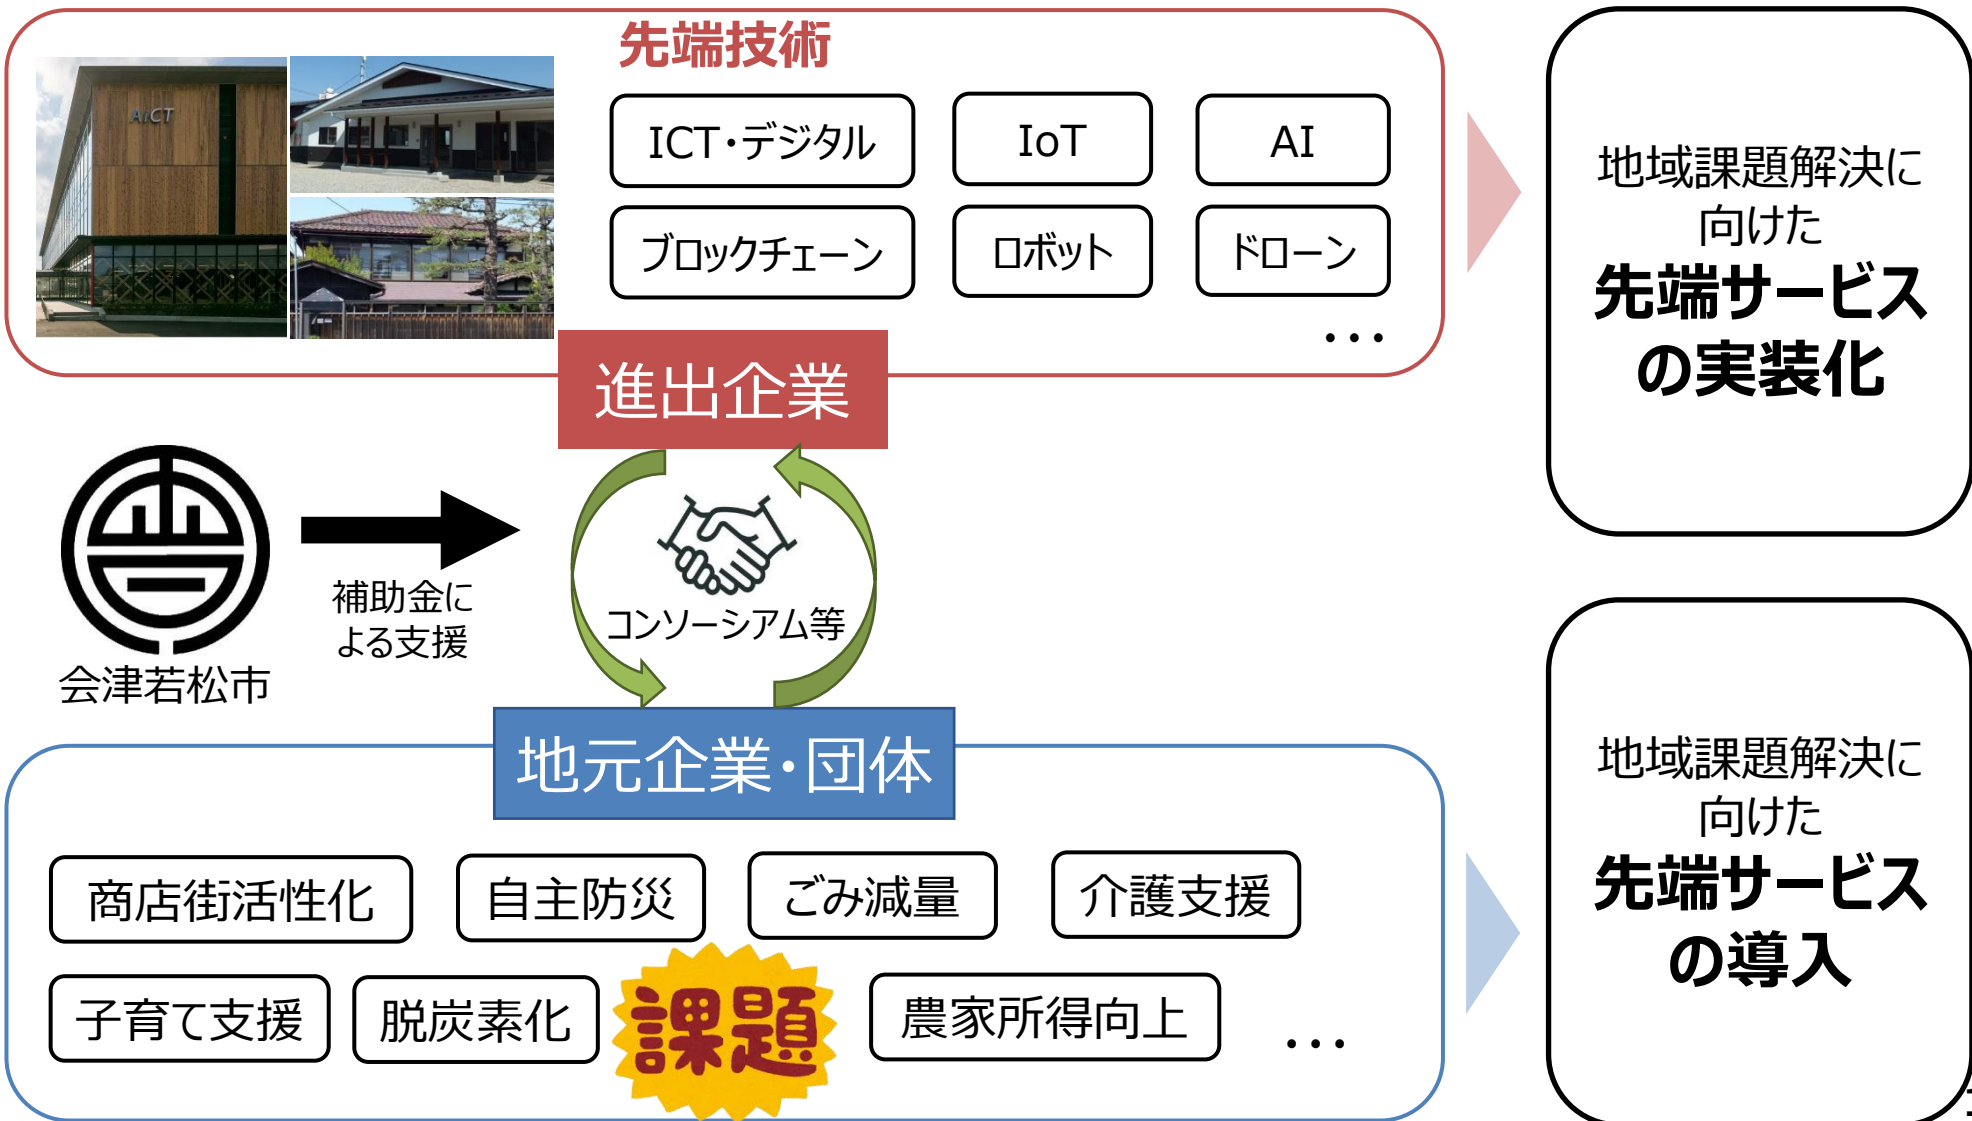 先端技術
AiCT
ICT・デジタル
IoT
AI
ブロックチェーン
ロボット
ドローン
・・・
進出企業
地域課題解決に
向けた
先端サービス
の実装化
会津若松市
補助金に
よる支援
コンソーシアム等
地元企業・団体
商店街活性化
自主防災
ごみ減量
介護支援
子育て支援
脱炭素化
課題
農家所得向上
・・・
地域課題解決に
向けた
先端サービス
の導入